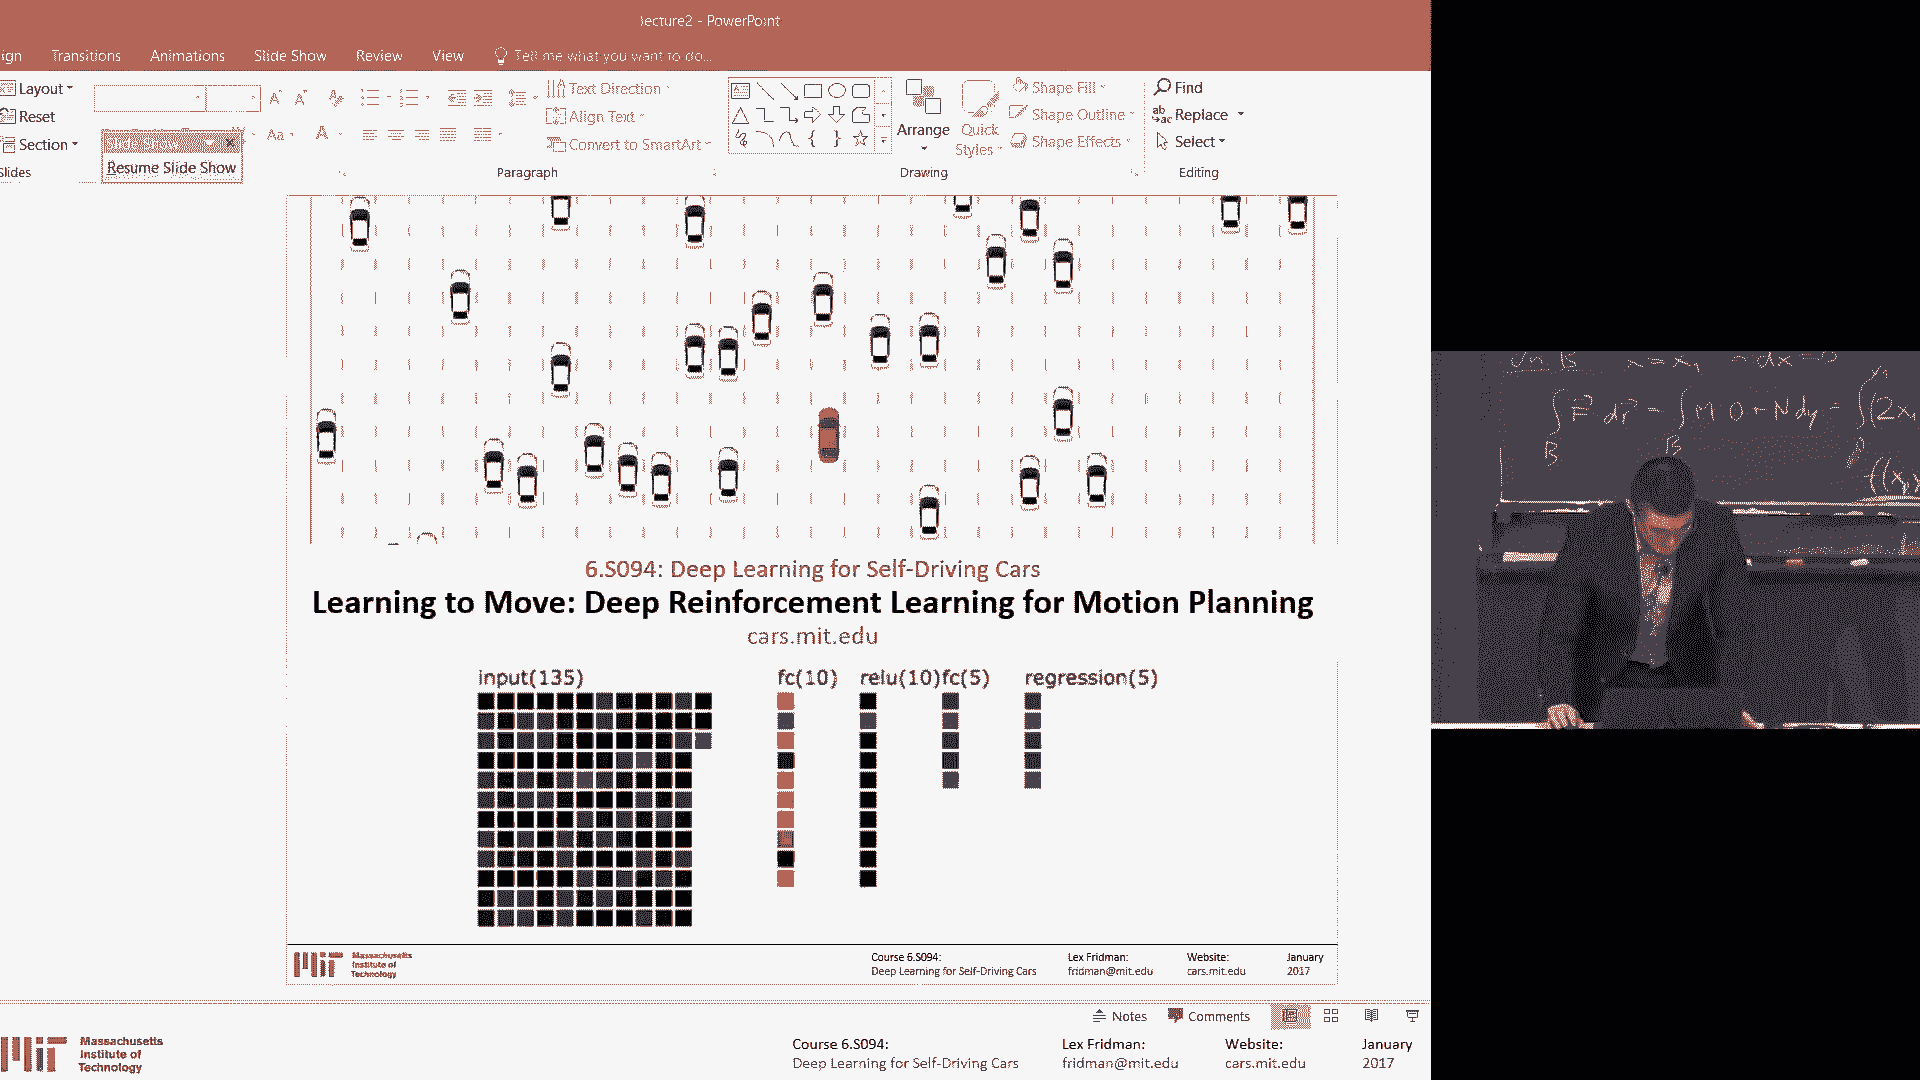 lecture2 - PowerPoint
ign Transitions Animations Slide Show Review View Tell me what you want to do...
Layout
Reset
Section
Slides
Slide Show
Resume Slide Show
Aa A
Text Direction
Align Text
Convert to SmartArt
Paragraph
Arrange
Quick Styles
Shape Fill
Shape Outline
Shape Effects
Drawing
Find
Replace
Select
Editing
6.S094: Deep Learning for Self-Driving Cars
Learning to Move: Deep Reinforcement Learning for Motion Planning
cars.mit.edu
input(135) fc(10) relu(10)fc(5) regression(5)
MIT Massachusetts Institute of Technology
Course 6.S094: Lex Fridman: Website: January
Deep Learning for Self-Driving Cars fridman@mit.edu cars.mit.edu 2017
Notes Comments
MIT Massachusetts Institute of Technology
Course 6.S094: Lex Fridman: Website: January
Deep Learning for Self-Driving Cars fridman@mit.edu cars.mit.edu 2017